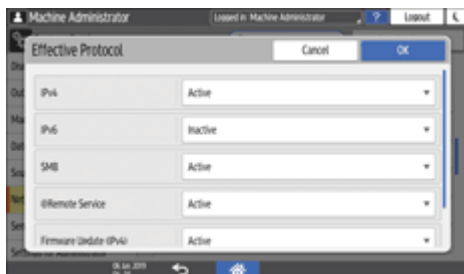 Machine Administrator
Logged in: Machine Administrator
?
Logout
Effective Protocol
Cancel
OK
IPv4
Active
IPv6
Inactive
SMB
Active
@Remote Service
Active
Firmware Update (IPv4)
Active